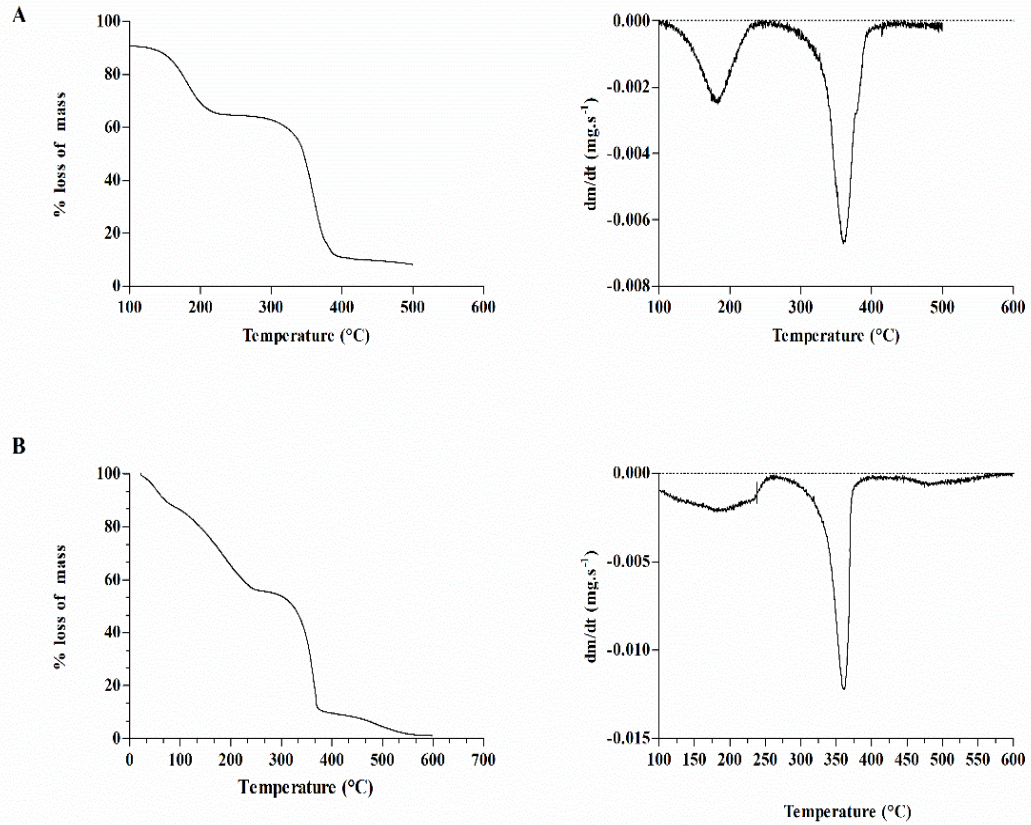 A
100
80
60
40
20
0
% loss of mass
100 200 300 400 500 600
Temperature (°C)
0.000
-0.002
-0.004
-0.006
-0.008
dm/dt (mg.s⁻¹)
100 200 300 400 500 600
Temperature (°C)
B
100
80
60
40
20
0
% loss of mass
0 100 200 300 400 500 600 700
Temperature (°C)
0.000
-0.005
-0.010
-0.015
dm/dt (mg.s⁻¹)
100 150 200 250 300 350 400 450 500 550 600
Temperature (°C)